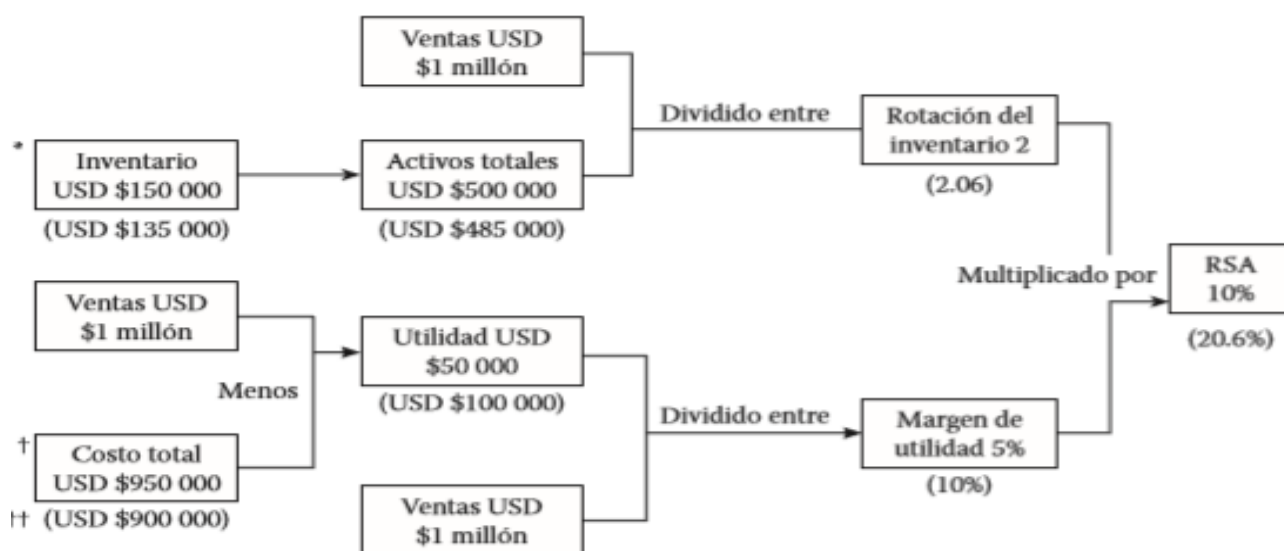 Ventas USD
$1 millón
Dividido entre
Rotación del
inventario 2
(2.06)
*
Inventario
USD $150 000
(USD $135 000)
Activos totales
USD $500 000
(USD $485 000)
Multiplicado por
RSA
10%
(20.6%)
Ventas USD
$1 millón
Menos
Utilidad USD
$50 000
(USD $100 000)
Dividido entre
Margen de
utilidad 5%
(10%)
†
Costo total
USD $950 000
†† (USD $900 000)
Ventas USD
$1 millón